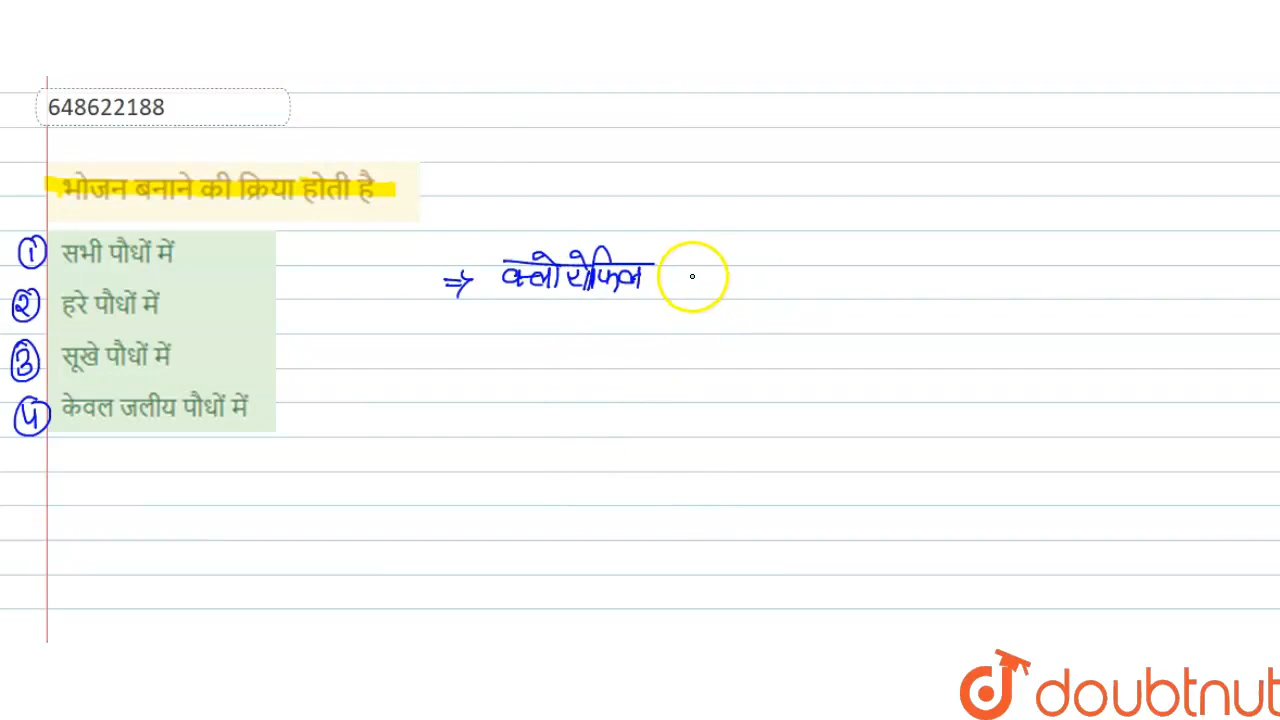 648622188
भोजन बनाने की क्रिया होती है
1 सभी पौधों में
2 हरे पौधों में
3 सूखे पौधों में
4 केवल जलीय पौधों में
⇒ क्लोरोफिल
doubtnut